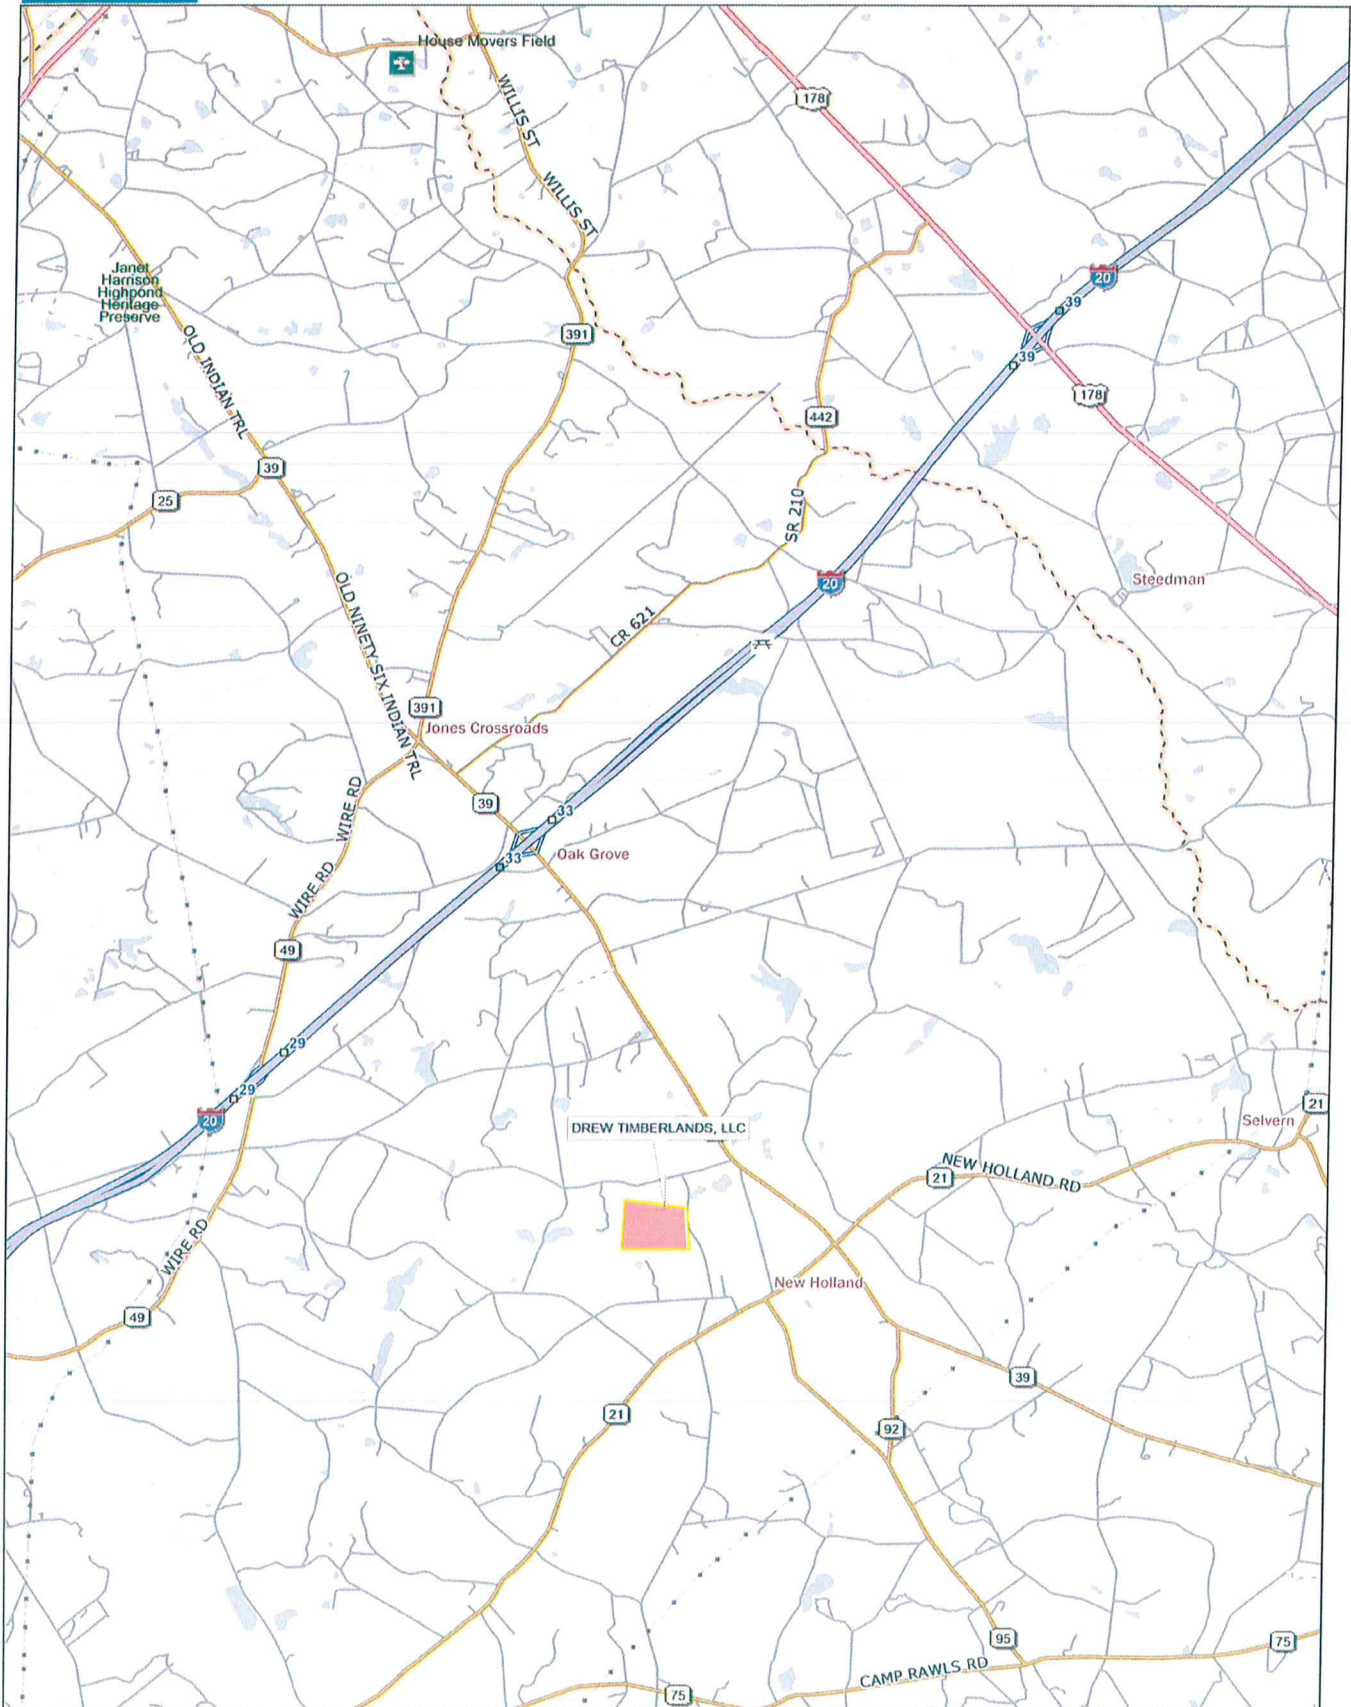 House Movers Field
WILLIS ST
178
WILLIS ST
Janet
Harrison
Highpond
Heritage
Preserve
20
39
391
OLD INDIAN TRL
39
178
442
39
25
SR 210
OLD NINETY SIX INDIAN TRL
20
Steedman
CR 621
391
Jones Crossroads
WIRE RD
39
33
33
Oak Grove
WIRE RD
49
29
29
20
21
Selvern
DREW TIMBERLANDS, LLC
NEW HOLLAND RD
21
WIRE RD
New Holland
49
39
21
92
95
75
CAMP RAWLS RD
75